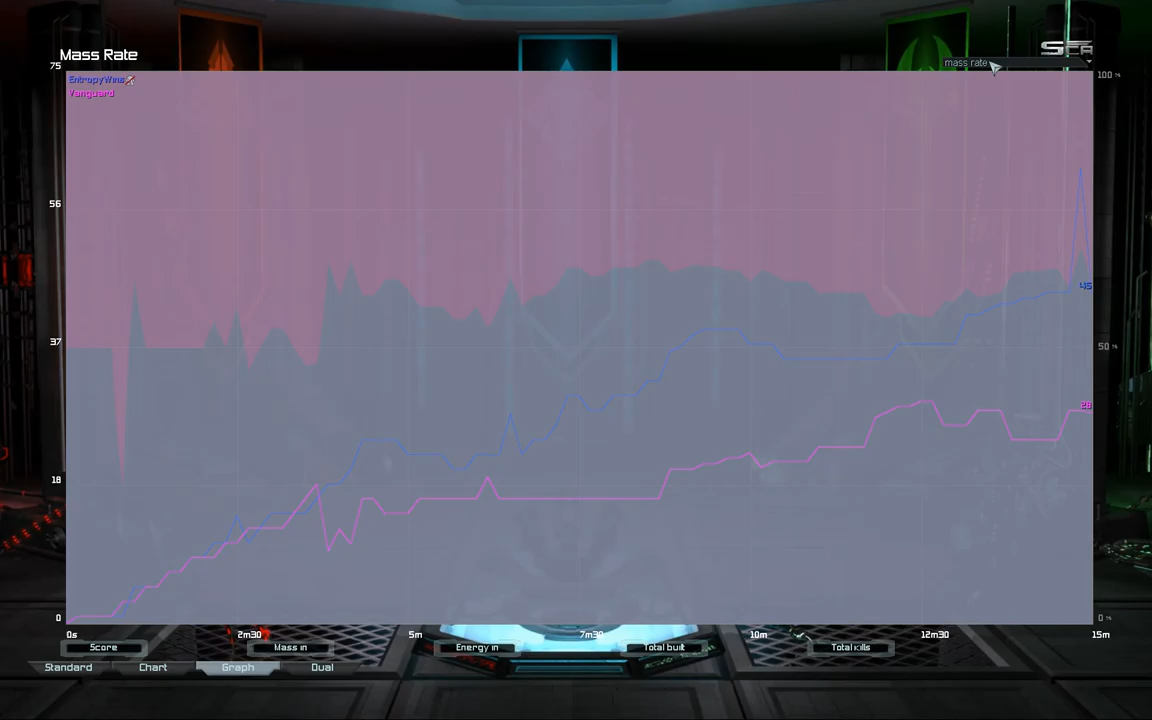 Mass Rate
75
SCA
mass rate
EntropyWins
100 %
Vanguard
56
45
37
50 %
28
18
0
0 %
0s
2m30
5m
7m30
10m
12m30
15m
Score
Mass in
Energy in
Total built
Total kills
Standard
Chart
Graph
Dual